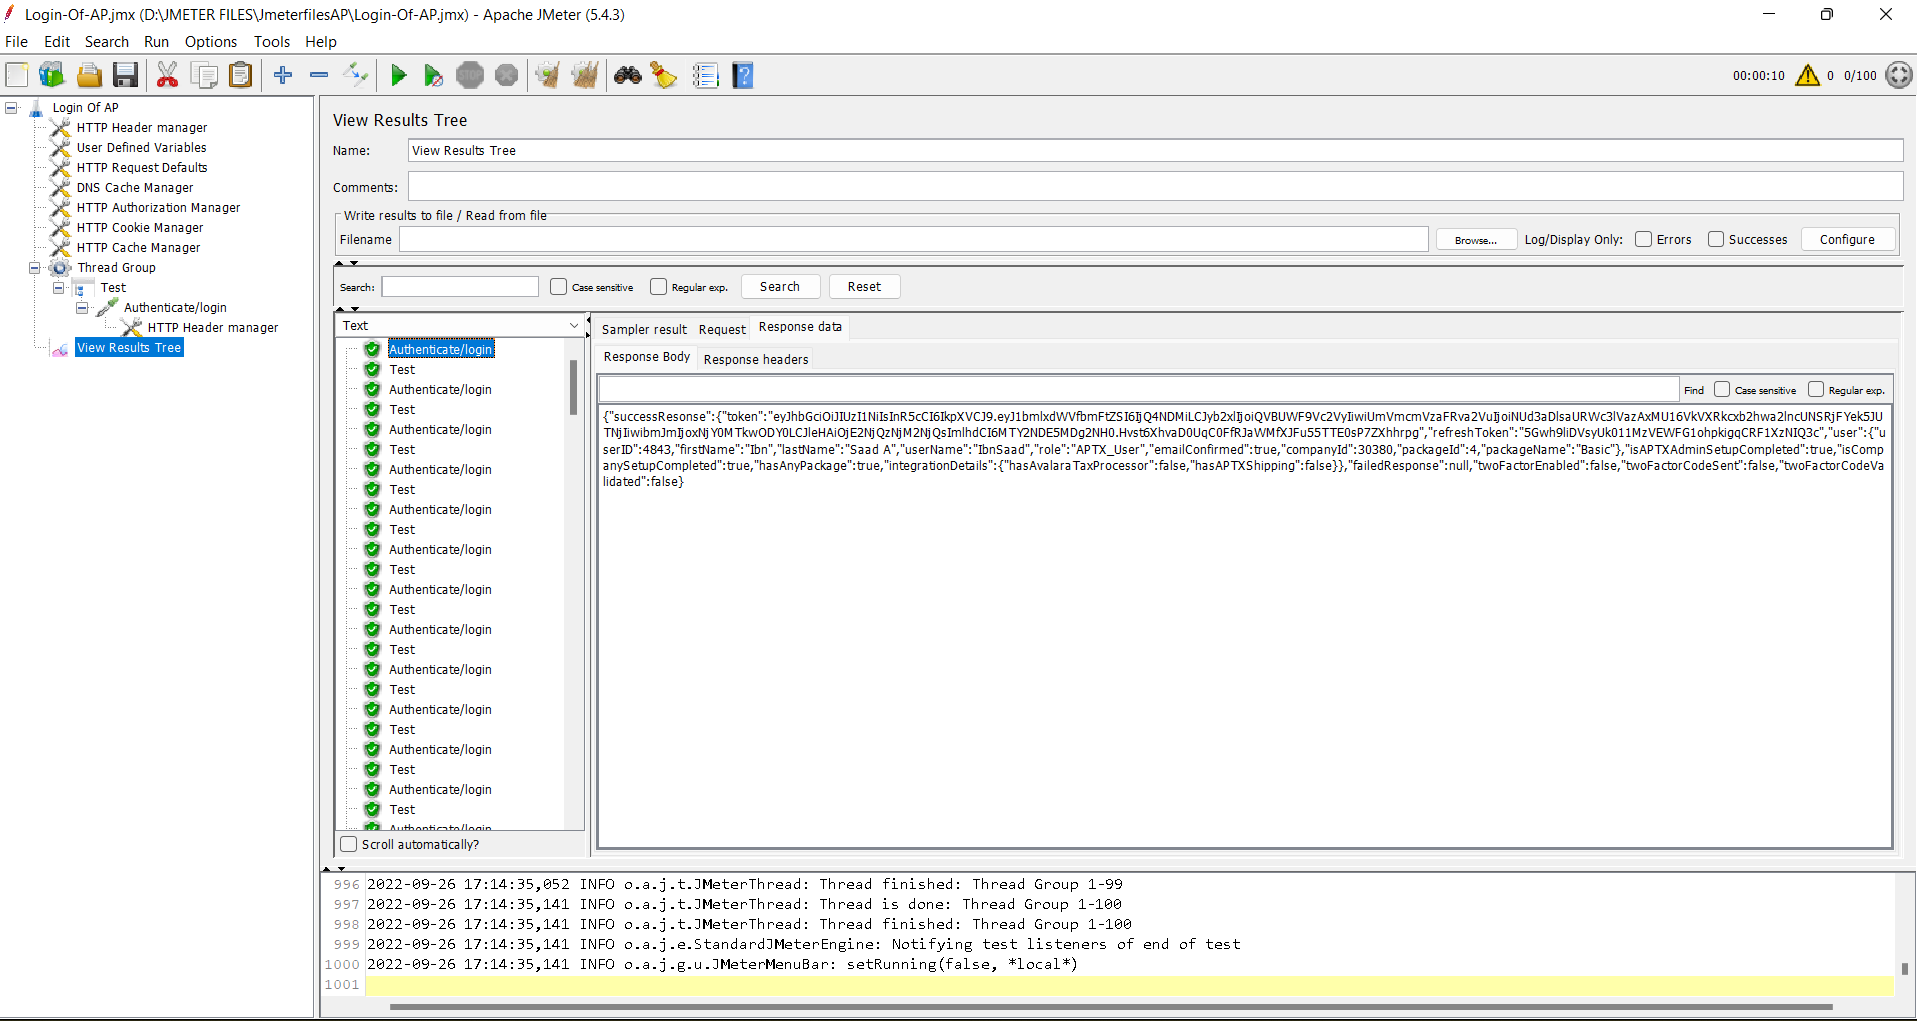 Login-Of-AP.jmx (D:\JMETER FILES\JmeterfilesAP\Login-Of-AP.jmx) - Apache JMeter (5.4.3)
File Edit Search Run Options Tools Help
STOP
00:00:10 0 0/100
Login Of AP
HTTP Header manager
User Defined Variables
HTTP Request Defaults
DNS Cache Manager
HTTP Authorization Manager
HTTP Cookie Manager
HTTP Cache Manager
Thread Group
Test
Authenticate/login
HTTP Header manager
View Results Tree
View Results Tree
Name: View Results Tree
Comments:
Write results to file / Read from file
Filename Browse... Log/Display Only: Errors Successes Configure
Search: Case sensitive Regular exp. Search Reset
Text
Authenticate/login
Test
Authenticate/login
Test
Authenticate/login
Test
Authenticate/login
Test
Authenticate/login
Test
Authenticate/login
Test
Authenticate/login
Test
Authenticate/login
Test
Authenticate/login
Test
Authenticate/login
Test
Authenticate/login
Test
Authenticate/login
Test
Authenticate/login
Scroll automatically?
Sampler result Request Response data
Response Body Response headers
Find Case sensitive Regular exp.
{"successResonse":{"token":
"refreshToken":
"user":{"u
serID":4843,"firstName":"Ibn","lastName":"Saad A","userName":"IbnSaad","role":"APTX_User","emailConfirmed":true,"companyId":30380,"packageId":4,"packageName":"Basic"},"isAPTXAdminSetupCompleted":true,"isComp
anySetupCompleted":true,"hasAnyPackage":true,"integrationDetails":{"hasAvalaraTaxProcessor":false,"hasAPTXShipping":false}},"failedResponse":null,"twoFactorEnabled":false,"twoFactorCodeSent":false,"twoFactorCodeVa
lidated":false}
996 2022-09-26 17:14:35,052 INFO o.a.j.t.JMeterThread: Thread finished: Thread Group 1-99
997 2022-09-26 17:14:35,141 INFO o.a.j.t.JMeterThread: Thread is done: Thread Group 1-100
998 2022-09-26 17:14:35,141 INFO o.a.j.t.JMeterThread: Thread finished: Thread Group 1-100
999 2022-09-26 17:14:35,141 INFO o.a.j.e.StandardJMeterEngine: Notifying test listeners of end of test
1000 2022-09-26 17:14:35,141 INFO o.a.j.g.u.JMeterMenuBar: setRunning(false, *local*)
1001